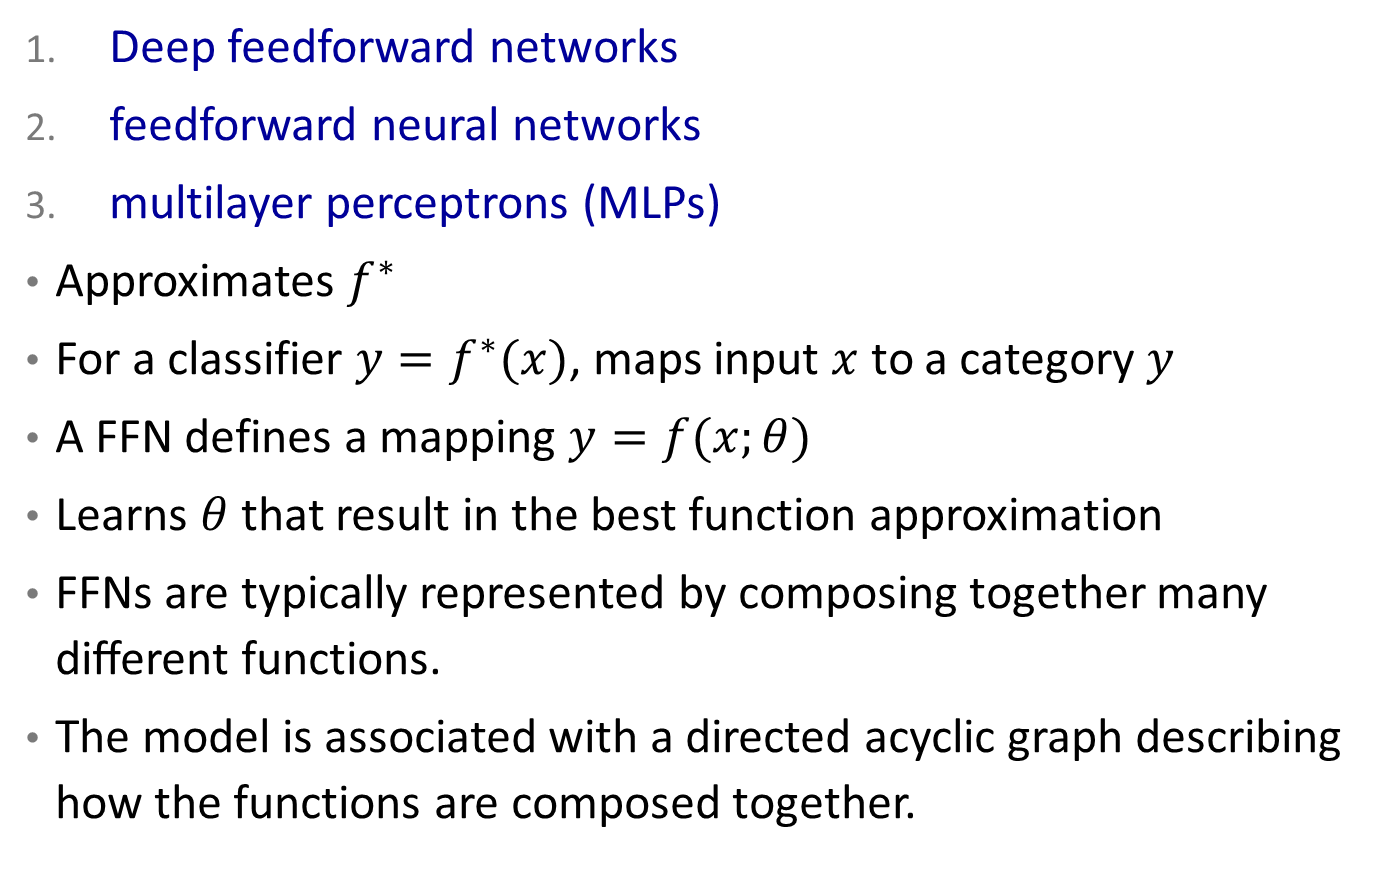 1. Deep feedforward networks
2. feedforward neural networks
3. multilayer perceptrons (MLPs)
• Approximates f*
• For a classifier y = f*(x), maps input x to a category y
• A FFN defines a mapping y = f(x; θ)
• Learns θ that result in the best function approximation
• FFNs are typically represented by composing together many
different functions.
• The model is associated with a directed acyclic graph describing
how the functions are composed together.